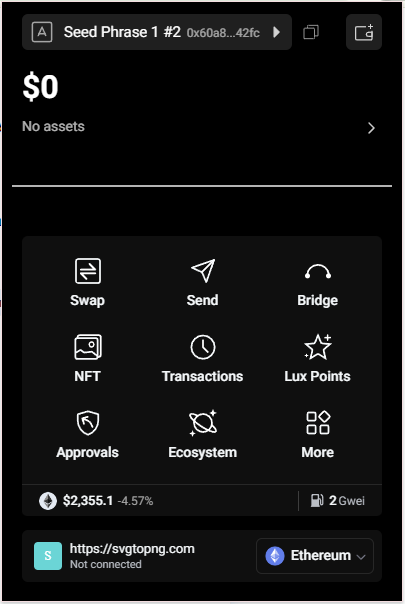 A Seed Phrase 1 #2 0x60a8...42fc
$0
No assets
Swap Send Bridge
NFT Transactions Lux Points
Approvals Ecosystem More
$2,355.1 -4.57% 2 Gwei
S https://svgtopng.com Ethereum
Not connected